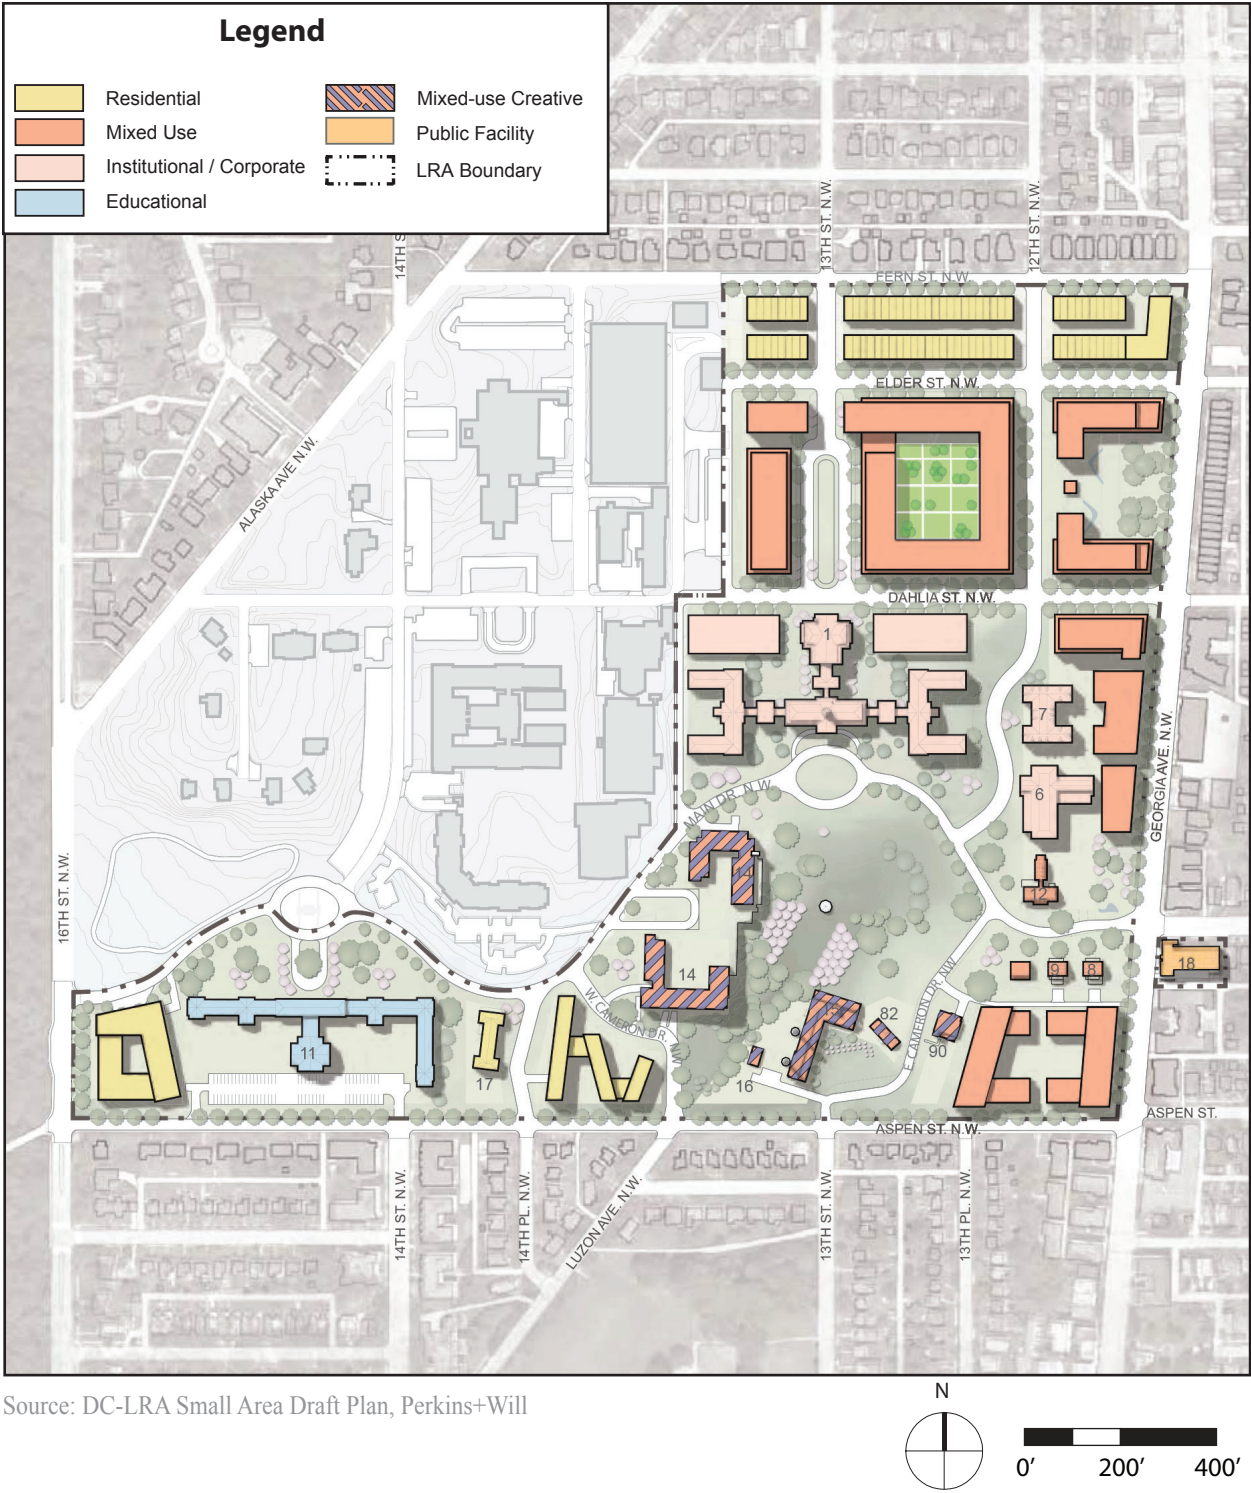 Legend
Residential
Mixed Use
Institutional / Corporate
Educational
Mixed-use Creative
Public Facility
LRA Boundary
14TH S
13TH ST. N.W.
12TH ST. N.W.
FERN ST. N.W.
ELDER ST. N.W.
ALASKA AVE N.W.
DAHLIA ST. N.W.
1
7
6
MAIN DR. N.W
GEORGIA AVE. N.W.
12
16TH ST. N.W.
14
9
8
18
W. CAMERON DR. NW
E. CAMERON DR. NW
82
90
11
17
16
ASPEN ST.
ASPEN ST. N.W.
14TH ST. N.W.
14TH PL. N.W.
LUZON AVE. N.W.
13TH ST. N.W.
13TH PL. N.W.
Source: DC-LRA Small Area Draft Plan, Perkins+Will
N
0’
200’
400’